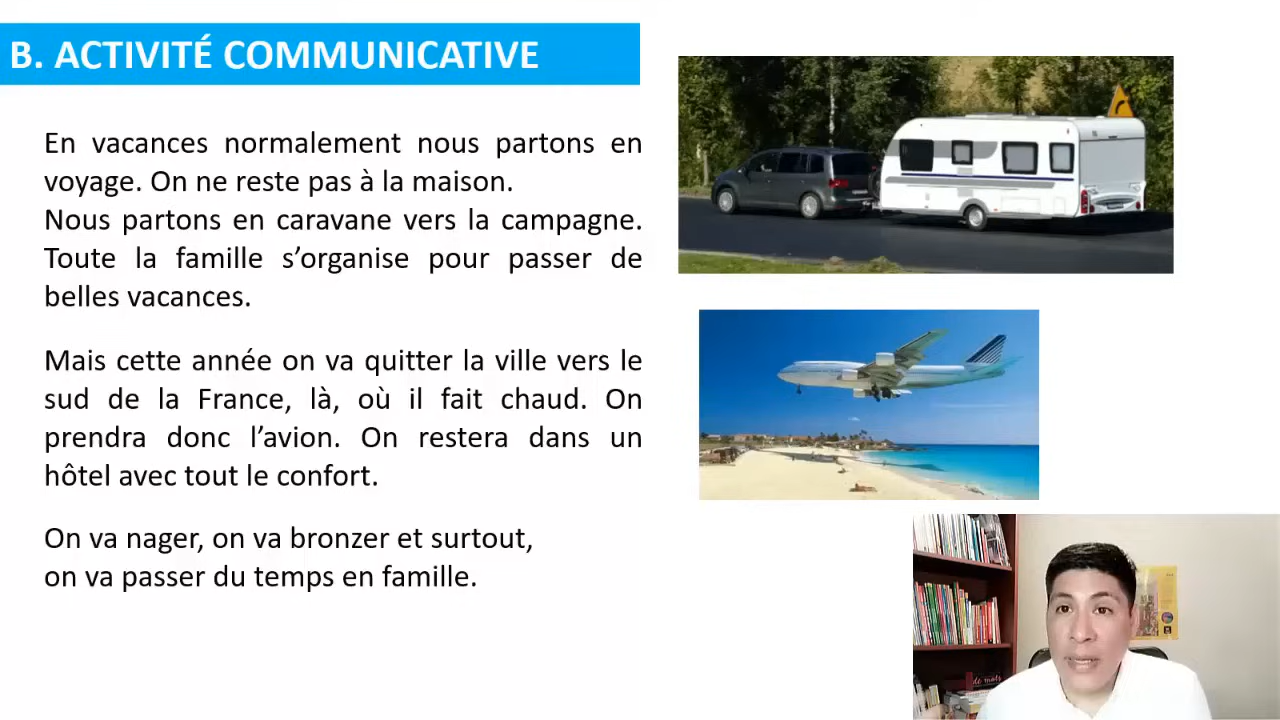 B. ACTIVITÉ COMMUNICATIVE
En vacances normalement nous partons en
voyage. On ne reste pas à la maison.
Nous partons en caravane vers la campagne.
Toute la famille s’organise pour passer de
belles vacances.
Mais cette année on va quitter la ville vers le
sud de la France, là, où il fait chaud. On
prendra donc l’avion. On restera dans un
hôtel avec tout le confort.
On va nager, on va bronzer et surtout,
on va passer du temps en famille.
de mots